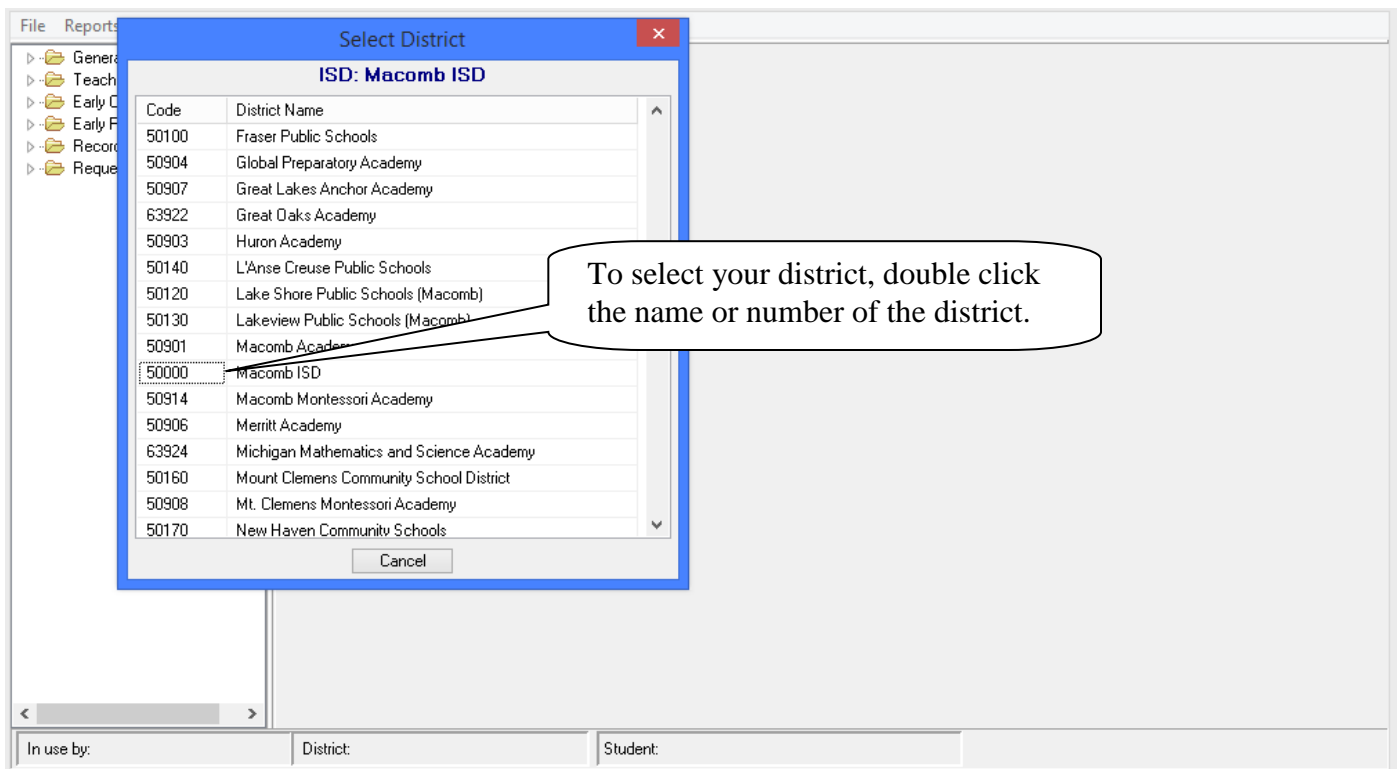 File Reports
Select District
ISD: Macomb ISD
Code District Name
50100 Fraser Public Schools
50904 Global Preparatory Academy
50907 Great Lakes Anchor Academy
63922 Great Oaks Academy
50903 Huron Academy
50140 L'Anse Creuse Public Schools
50120 Lake Shore Public Schools (Macomb)
50130 Lakeview Public Schools (Macomb)
50901 Macomb Academy
50000 Macomb ISD
50914 Macomb Montessori Academy
50906 Merritt Academy
63924 Michigan Mathematics and Science Academy
50160 Mount Clemens Community School District
50908 Mt. Clemens Montessori Academy
50170 New Haven Community Schools
Cancel
Genera
Teach
Early C
Early F
Record
Reque
To select your district, double click
the name or number of the district.
In use by: District: Student: